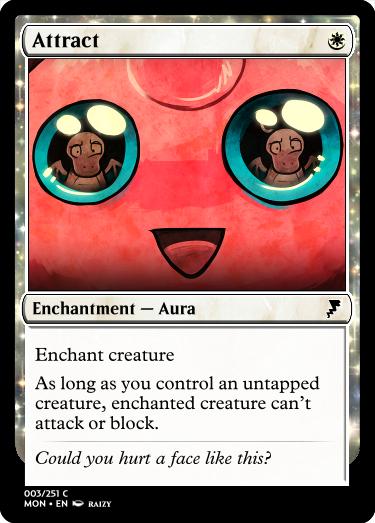 Attract
Enchantment — Aura
Enchant creature
As long as you control an untapped
creature, enchanted creature can't
attack or block.
Could you hurt a face like this?
003/251 C
MON • EN RAIZY